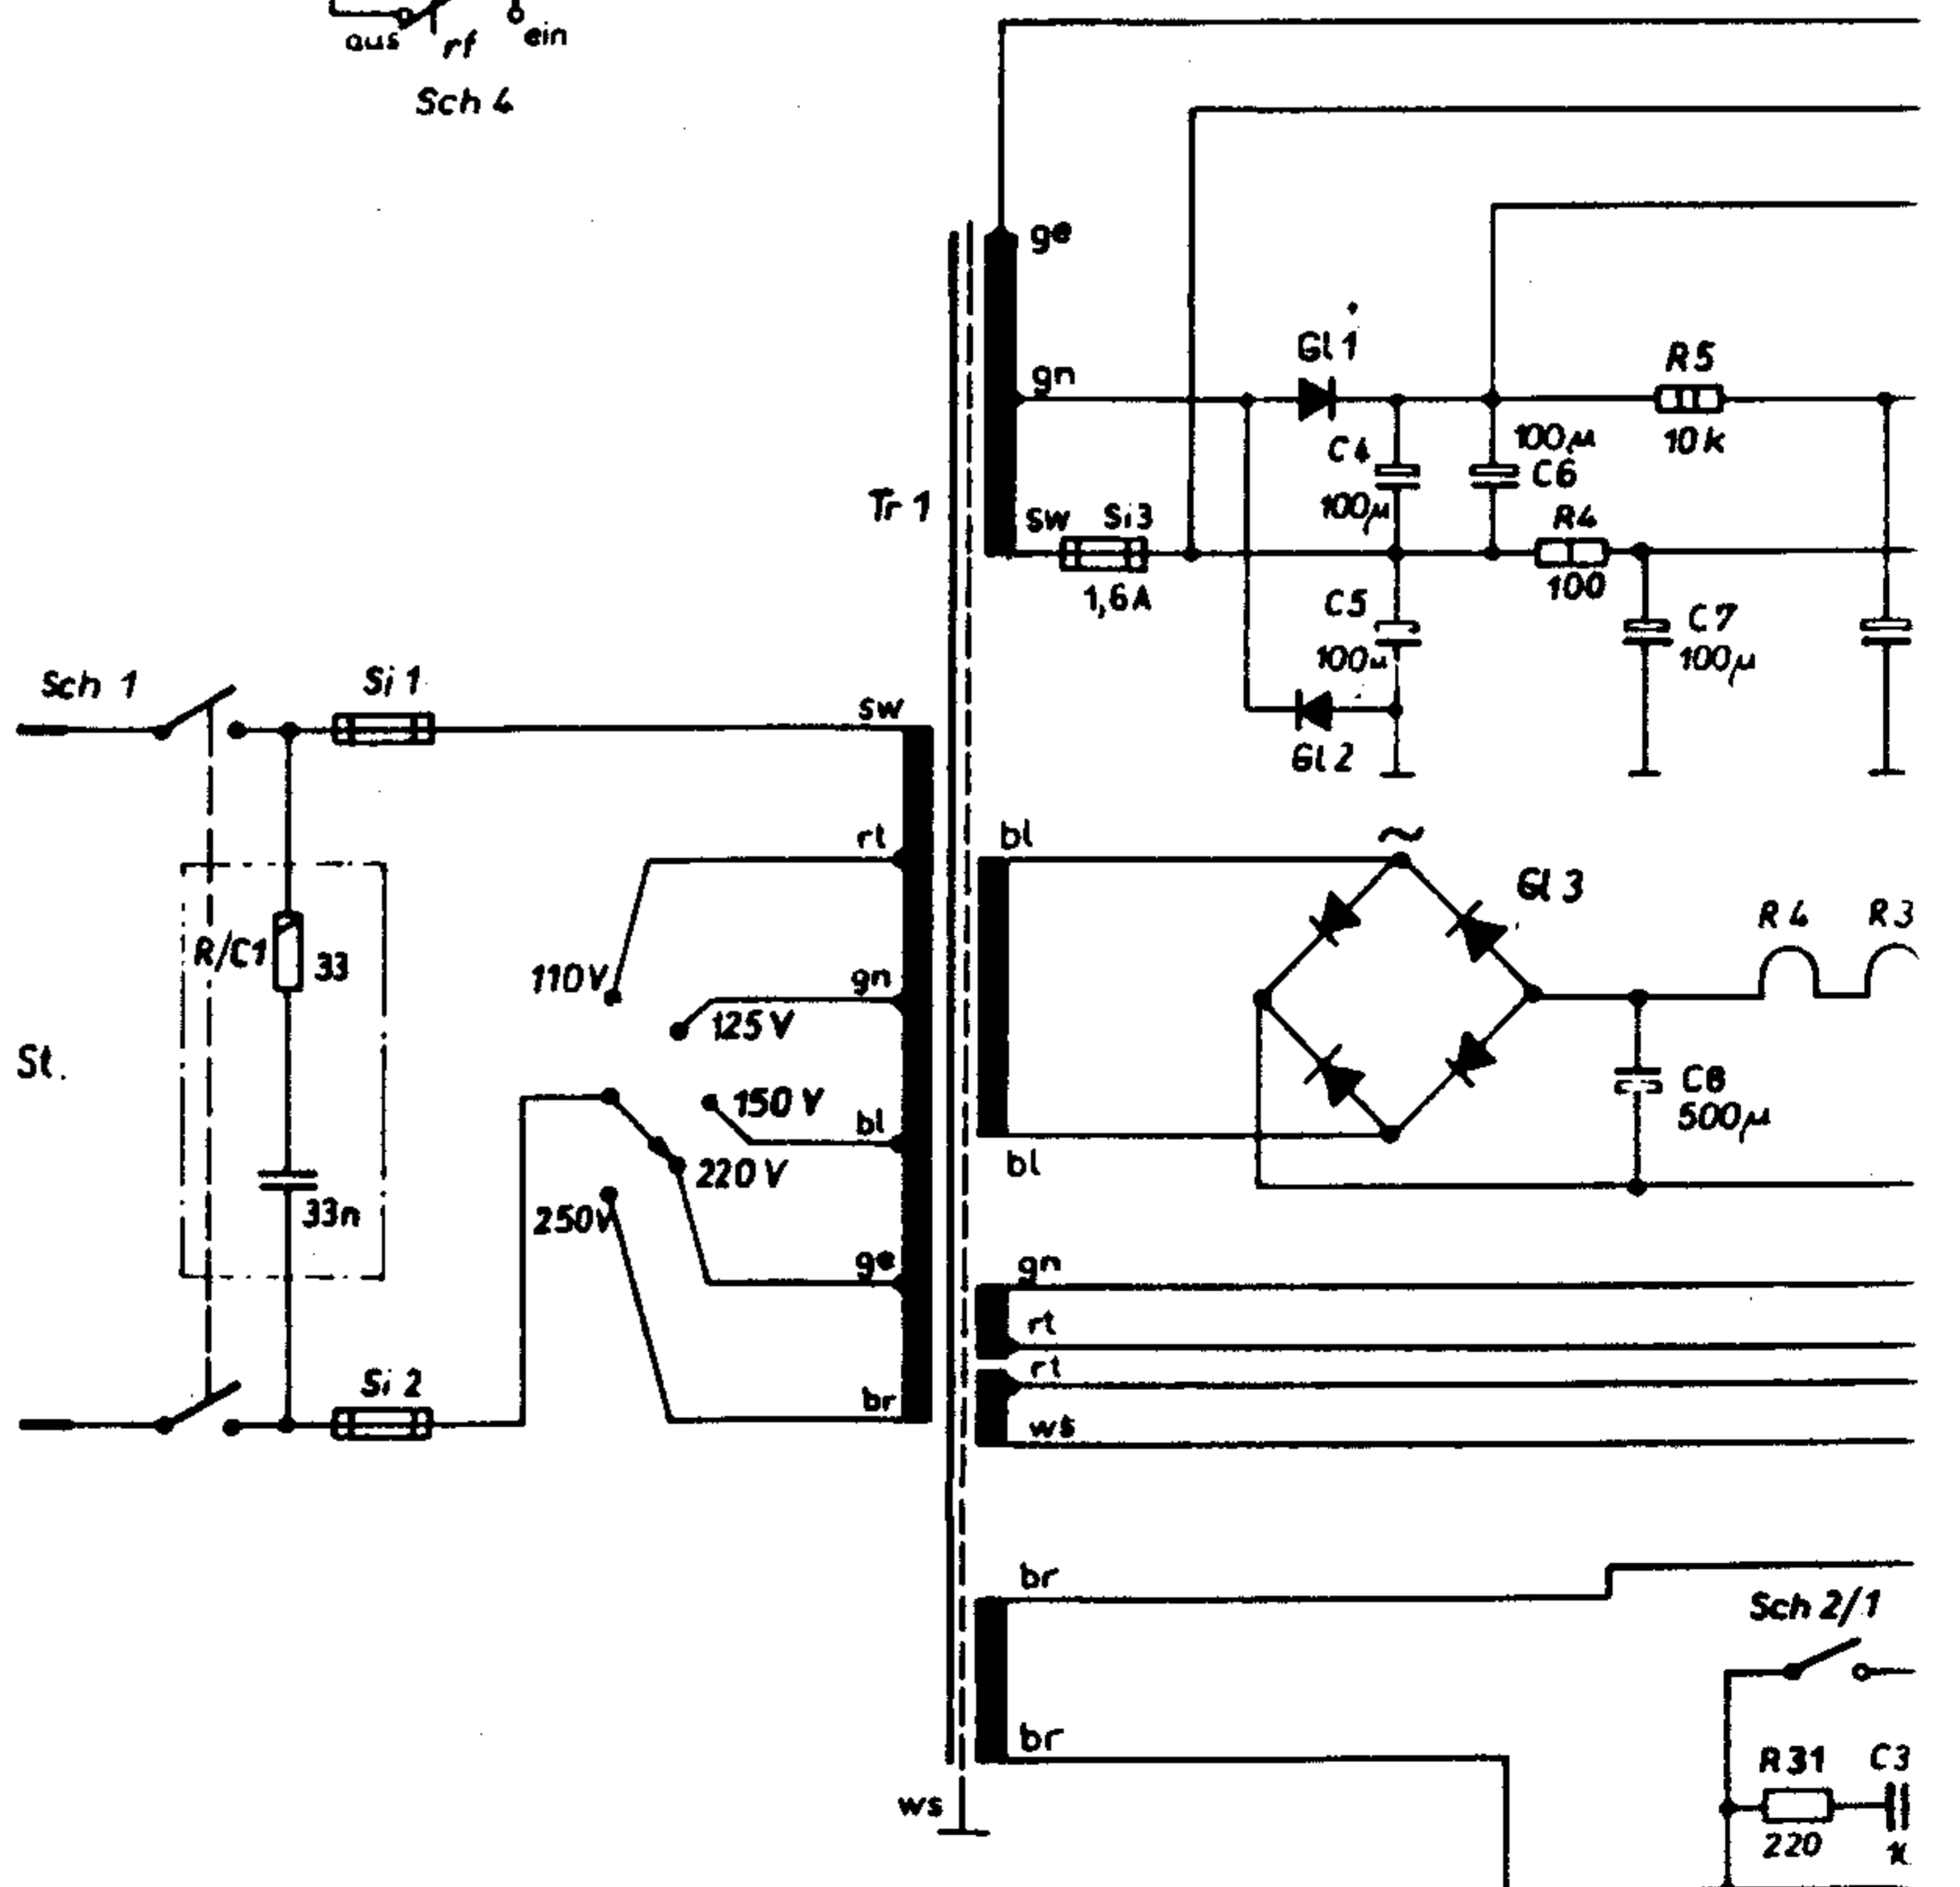 aus rf ein
Sch 4
ge
Gl 1
R5
gn
100µ
10k
C4
C6
Tr 1
sw
Si3
100µ
R4
1,6A
100
C5
C7
100µ
100µ
Sch 1
Si 1
sw
Gl 2
rt
bl
~
Gl 3
R4
R3
R/C1
33
110V
gn
125V
St.
150V
bl
C8
500µ
220V
bl
33n
250V
ge
gn
rt
rt
Si 2
br
ws
br
Sch 2/1
br
R31
C3
ws
220